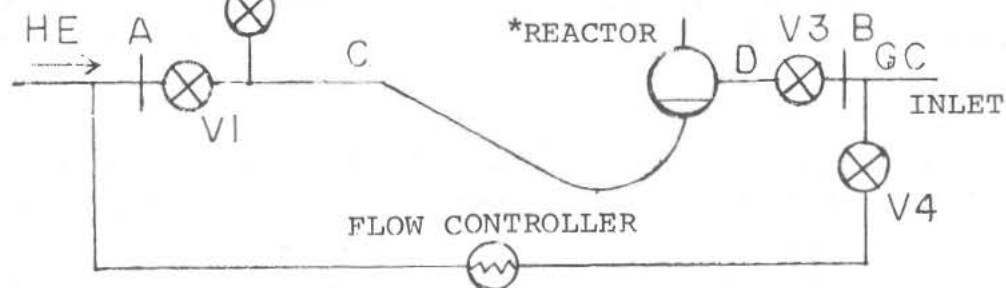 HE A *REACTOR V3 B
C D GC
INLET
V1
V4
FLOW CONTROLLER